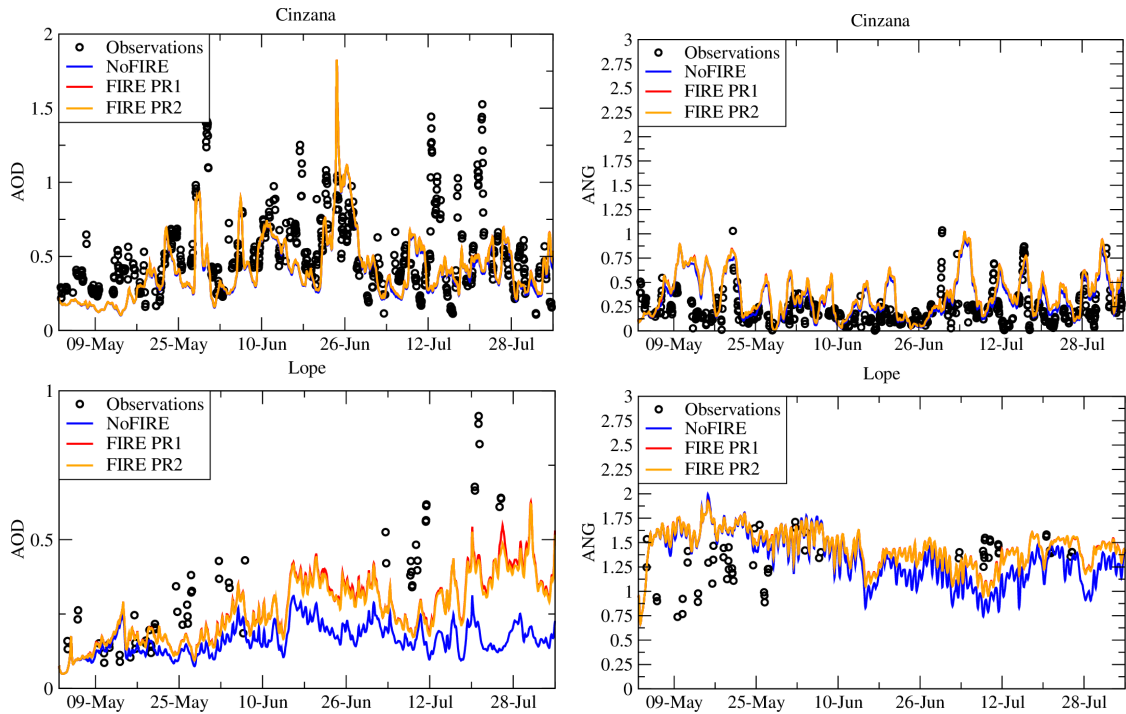 Cinzana
AOD
2
1.5
1
0.5
0
Observations
NoFIRE
FIRE PR1
FIRE PR2
09-May 25-May 10-Jun 26-Jun 12-Jul 28-Jul
Cinzana
ANG
3
2.75
2.5
2.25
2
1.75
1.5
1.25
1
0.75
0.5
0.25
0
Observations
NoFIRE
FIRE PR1
FIRE PR2
09-May 25-May 10-Jun 26-Jun 12-Jul 28-Jul
Lope
AOD
1
0.5
0
Observations
NoFIRE
FIRE PR1
FIRE PR2
09-May 25-May 10-Jun 26-Jun 12-Jul 28-Jul
Lope
ANG
3
2.75
2.5
2.25
2
1.75
1.5
1.25
1
0.75
0.5
0.25
0
Observations
NoFIRE
FIRE PR1
FIRE PR2
09-May 25-May 10-Jun 26-Jun 12-Jul 28-Jul